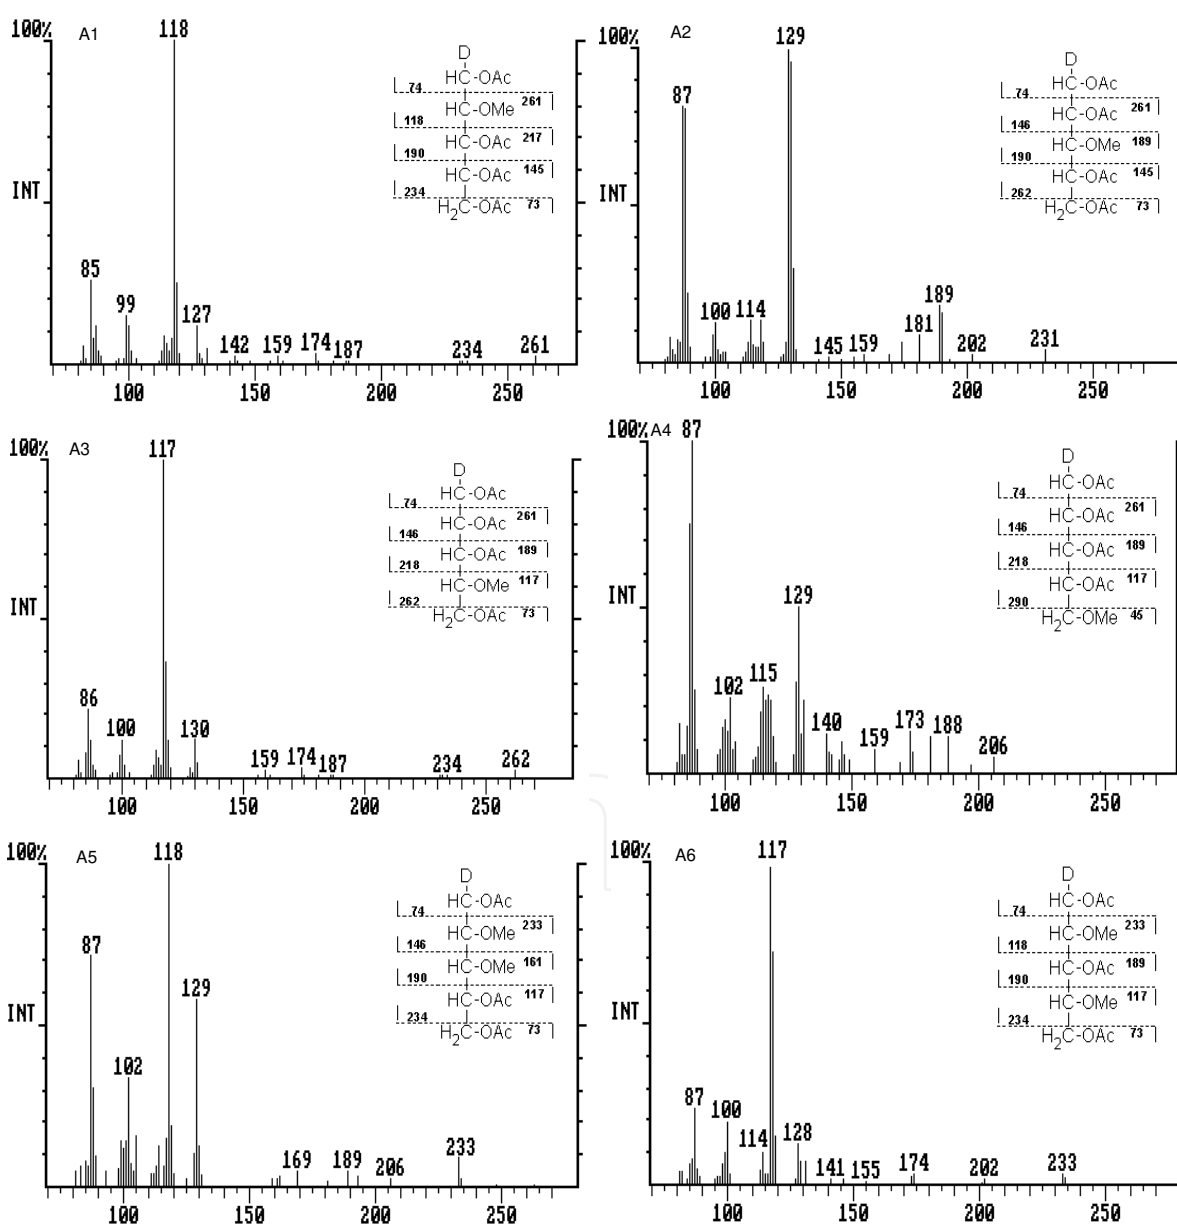 A1
100%
118
85
99
127
142
159
174
187
234
261
INT
100
150
200
250
D
HC-OAc
74
261
HC-OMe
118
217
HC-OAc
190
145
HC-OAc
234
73
H2C-OAc
A2
100%
129
87
100
114
145
159
181
189
202
231
INT
100
150
200
250
D
HC-OAc
74
261
HC-OAc
146
189
HC-OMe
190
145
HC-OAc
262
73
H2C-OAc
A3
100%
117
86
100
130
159
174
187
234
262
INT
100
150
200
250
D
HC-OAc
74
261
HC-OAc
146
189
HC-OAc
218
117
HC-OMe
262
73
H2C-OAc
A4
100%
87
129
102
115
140
159
173
188
206
INT
100
150
200
250
D
HC-OAc
74
261
HC-OAc
146
189
HC-OAc
218
117
HC-OAc
290
45
H2C-OMe
A5
100%
118
87
129
102
169
189
206
233
INT
100
150
200
250
D
HC-OAc
74
233
HC-OMe
146
161
HC-OMe
190
117
HC-OAc
234
73
H2C-OAc
A6
100%
117
87
100
114
128
141
155
174
202
233
INT
100
150
200
250
D
HC-OAc
74
233
HC-OMe
118
189
HC-OAc
190
117
HC-OMe
234
73
H2C-OAc